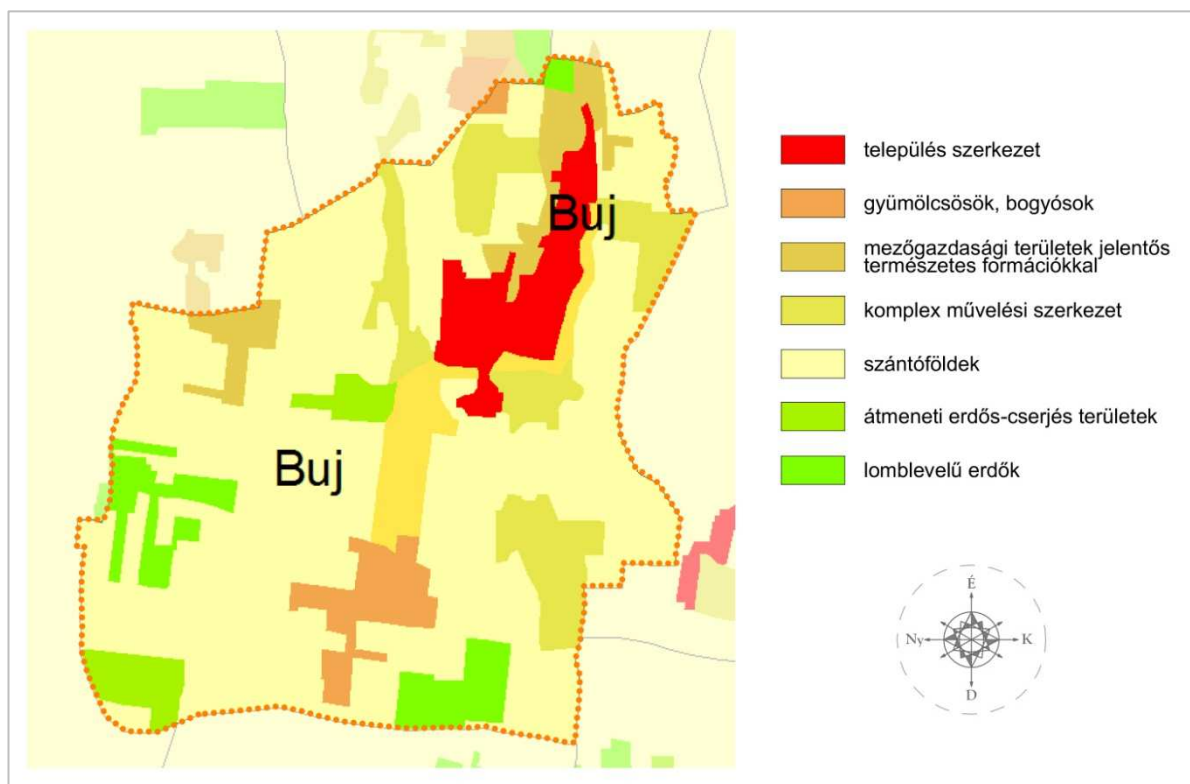 Buj
Buj
település szerkezet
gyümölcsösök, bogyósok
mezőgazdasági területek jelentős
természetes formációkkal
komplex művelési szerkezet
szántóföldek
átmeneti erdős-cserjés területek
lomblevelű erdők
É
Ny
K
D